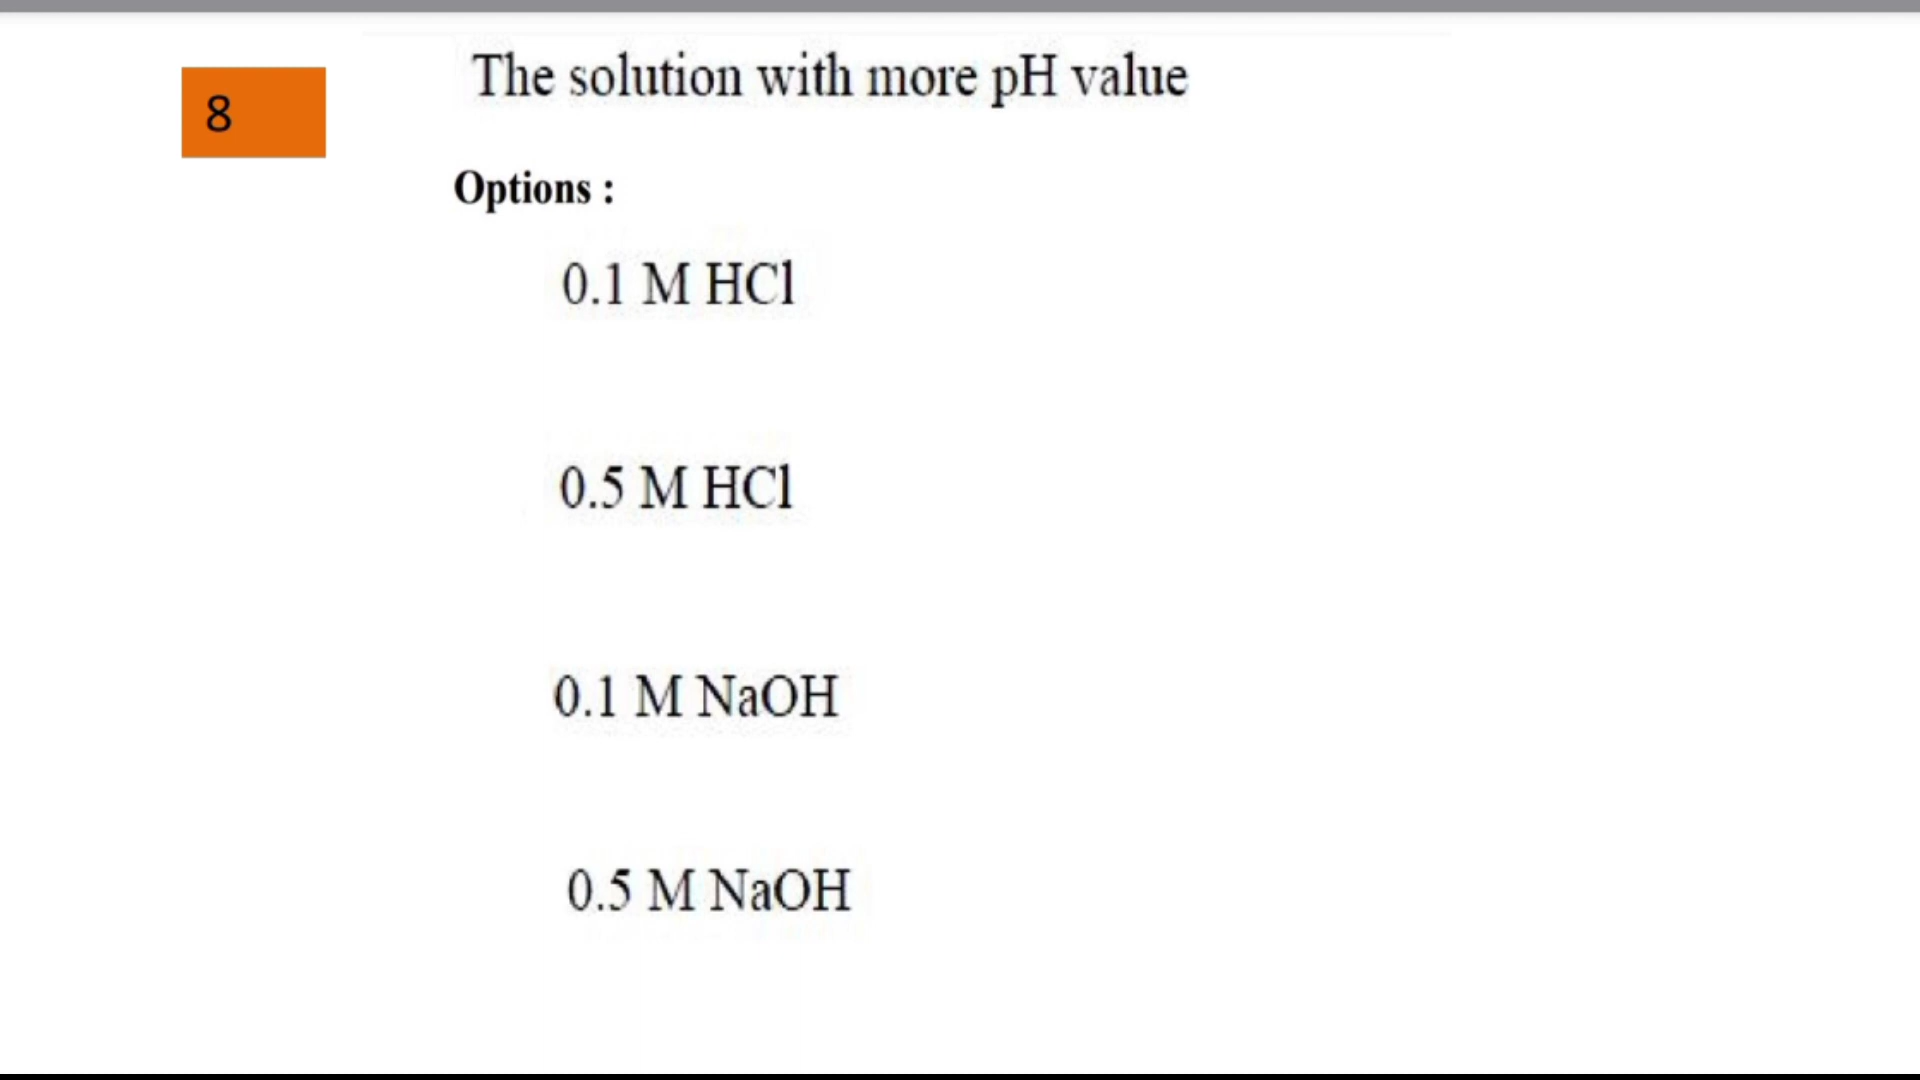 The solution with more pH value
8
Options :
0.1 M HCl
0.5 M HCl
0.1 M NaOH
0.5 M NaOH